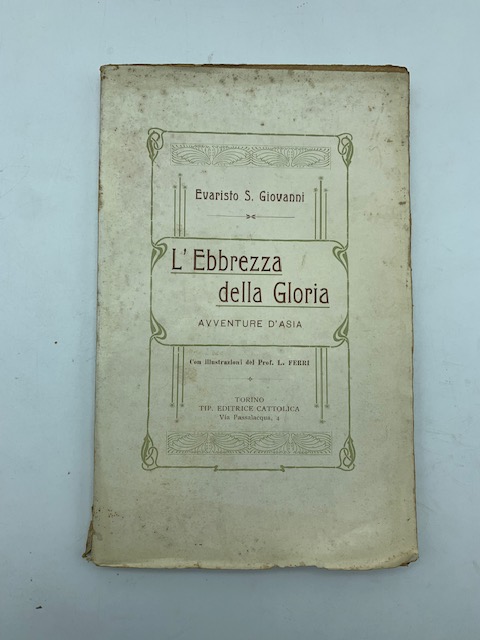 Evaristo S. Giovanni
L'Ebbrezza
della Gloria
AVVENTURE D'ASIA
Con illustrazioni del Prof. L. FERRI
TORINO
TIP. EDITRICE CATTOLICA
Via Passalacqua, 4